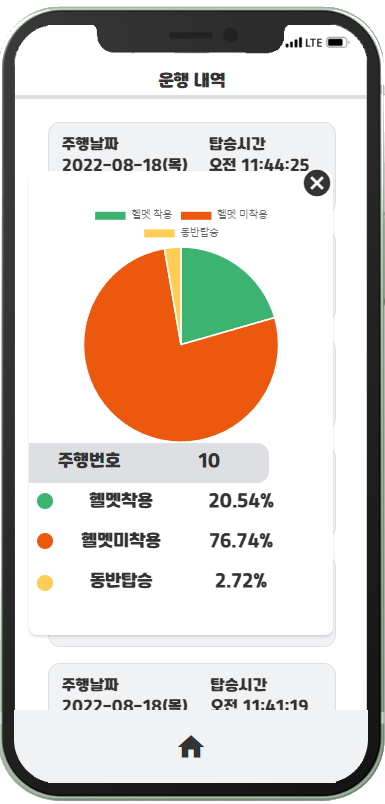 LTE
운행 내역
주행날짜 탑승시간
2022-08-18(목) 오전 11:44:25
헬멧 착용 헬멧 미착용
동반탑승
주행번호 10
헬멧착용 20.54%
헬멧미착용 76.74%
동반탑승 2.72%
주행날짜 탑승시간
2022-08-18(목) 오전 11:41:19